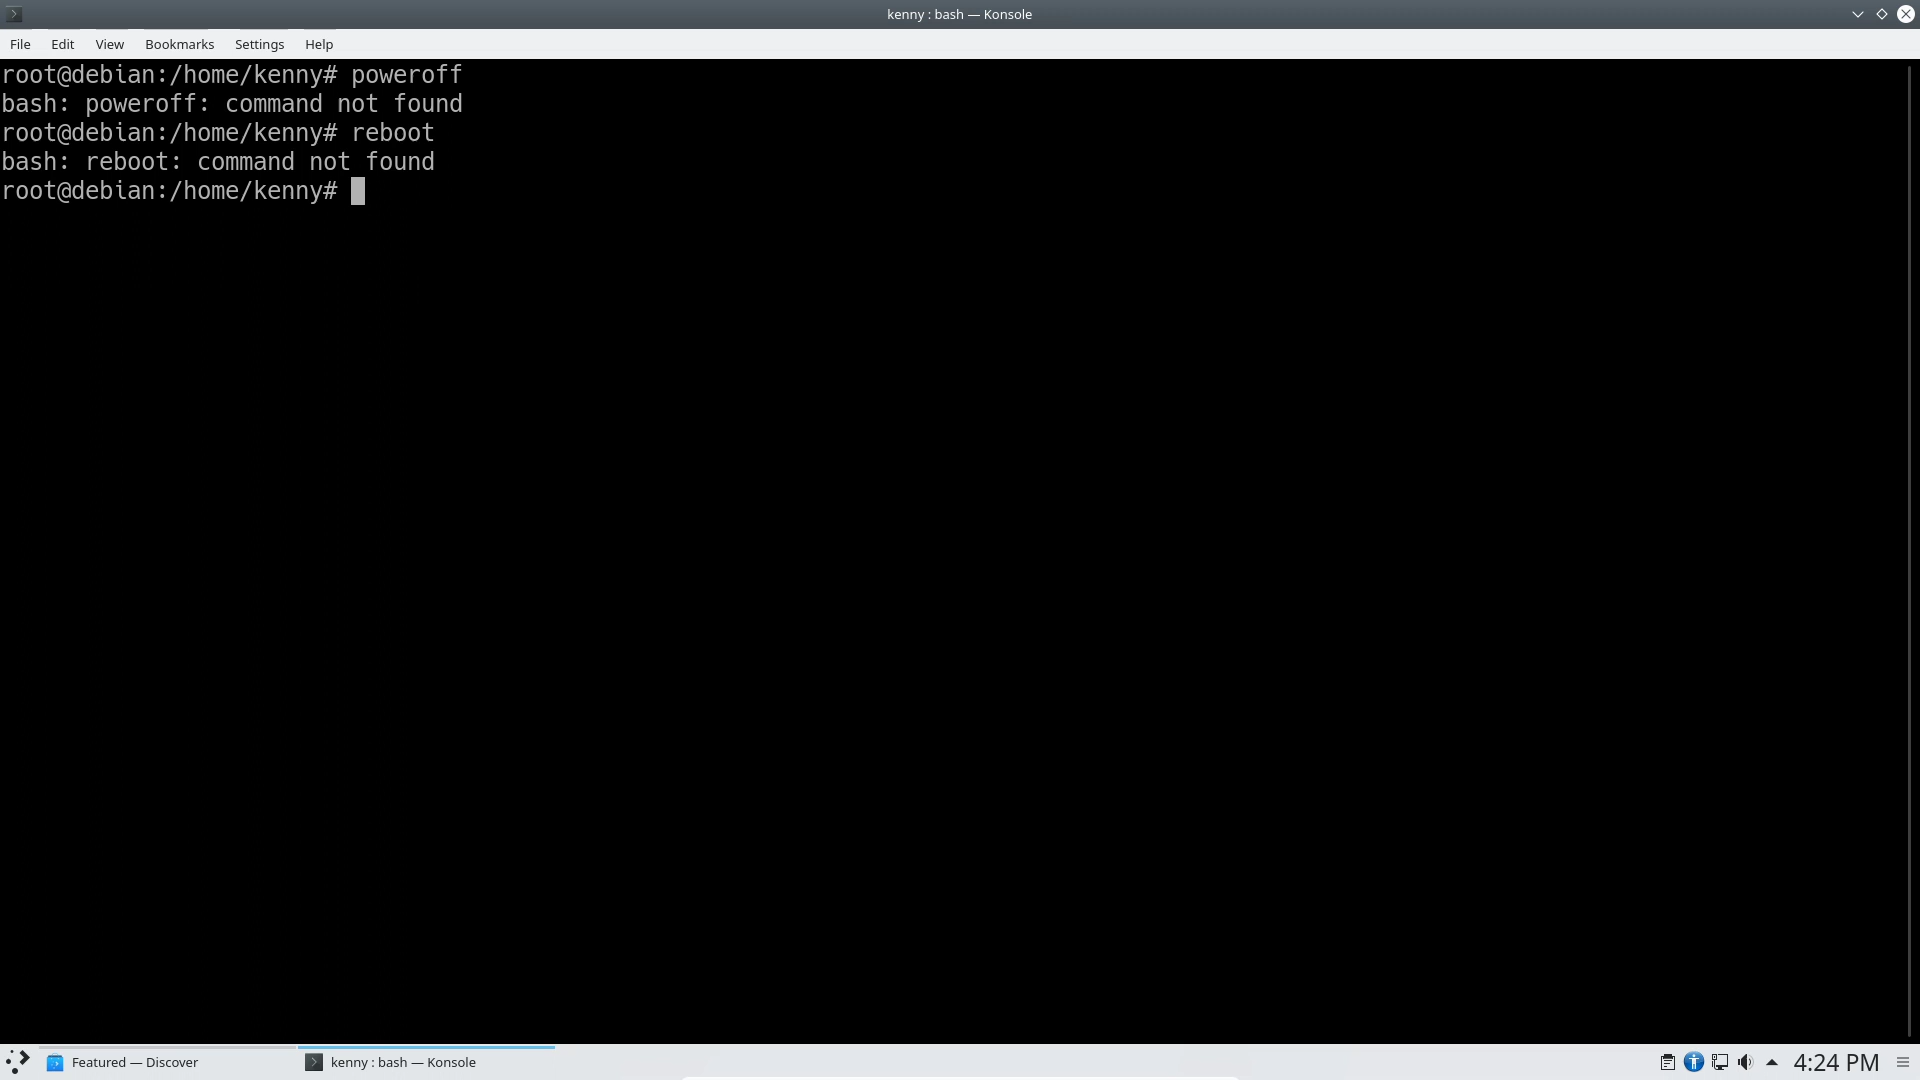 kenny : bash — Konsole
File Edit View Bookmarks Settings Help
root@debian:/home/kenny# poweroff
bash: poweroff: command not found
root@debian:/home/kenny# reboot
bash: reboot: command not found
root@debian:/home/kenny#
Featured — Discover kenny : bash — Konsole 4:24 PM